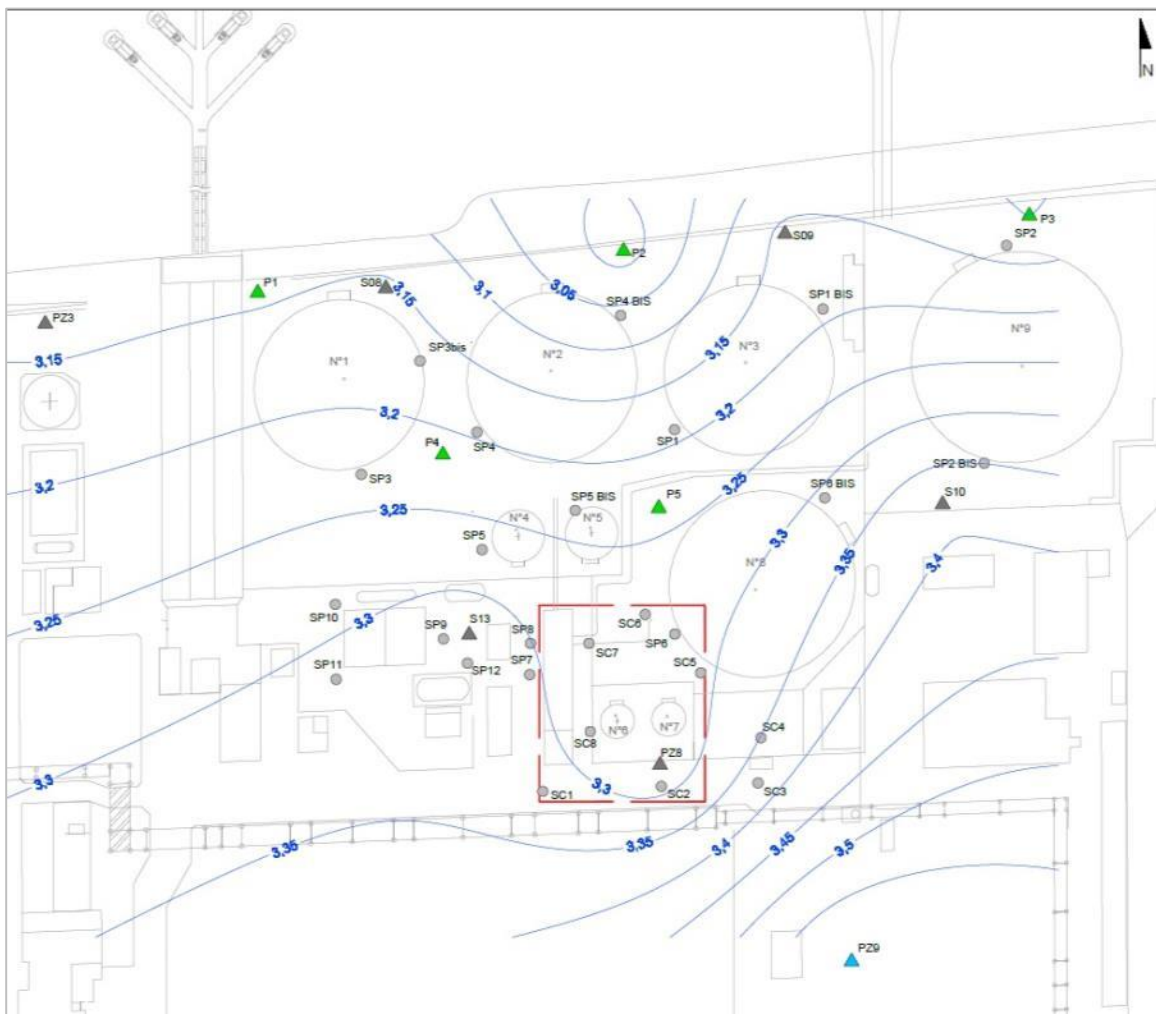 N
P3
SP2
S09
P2
3,05
P1
S08
3,15
3,1
SP4 BIS
SP1 BIS
PZ3
N°9
3,15
SP3bis
N°1
N°2
N°3
3,15
3,2
3,2
P4
SP4
SP1
3,2
SP3
SP2 BIS
3,25
3,25
SP5 BIS
P5
SP6 BIS
S10
SP5
N°4
N°5
3,3
3,35
3,4
3,25
SP10
3,3
SP9
S13
SP8
SC6
SP6
SC7
SP11
SP12
SP7
SC5
N°6
N°7
SC8
SC4
PZ8
3,3
3,3
SC1
SC2
SC3
3,35
3,35
3,4
3,45
3,5
PZ9